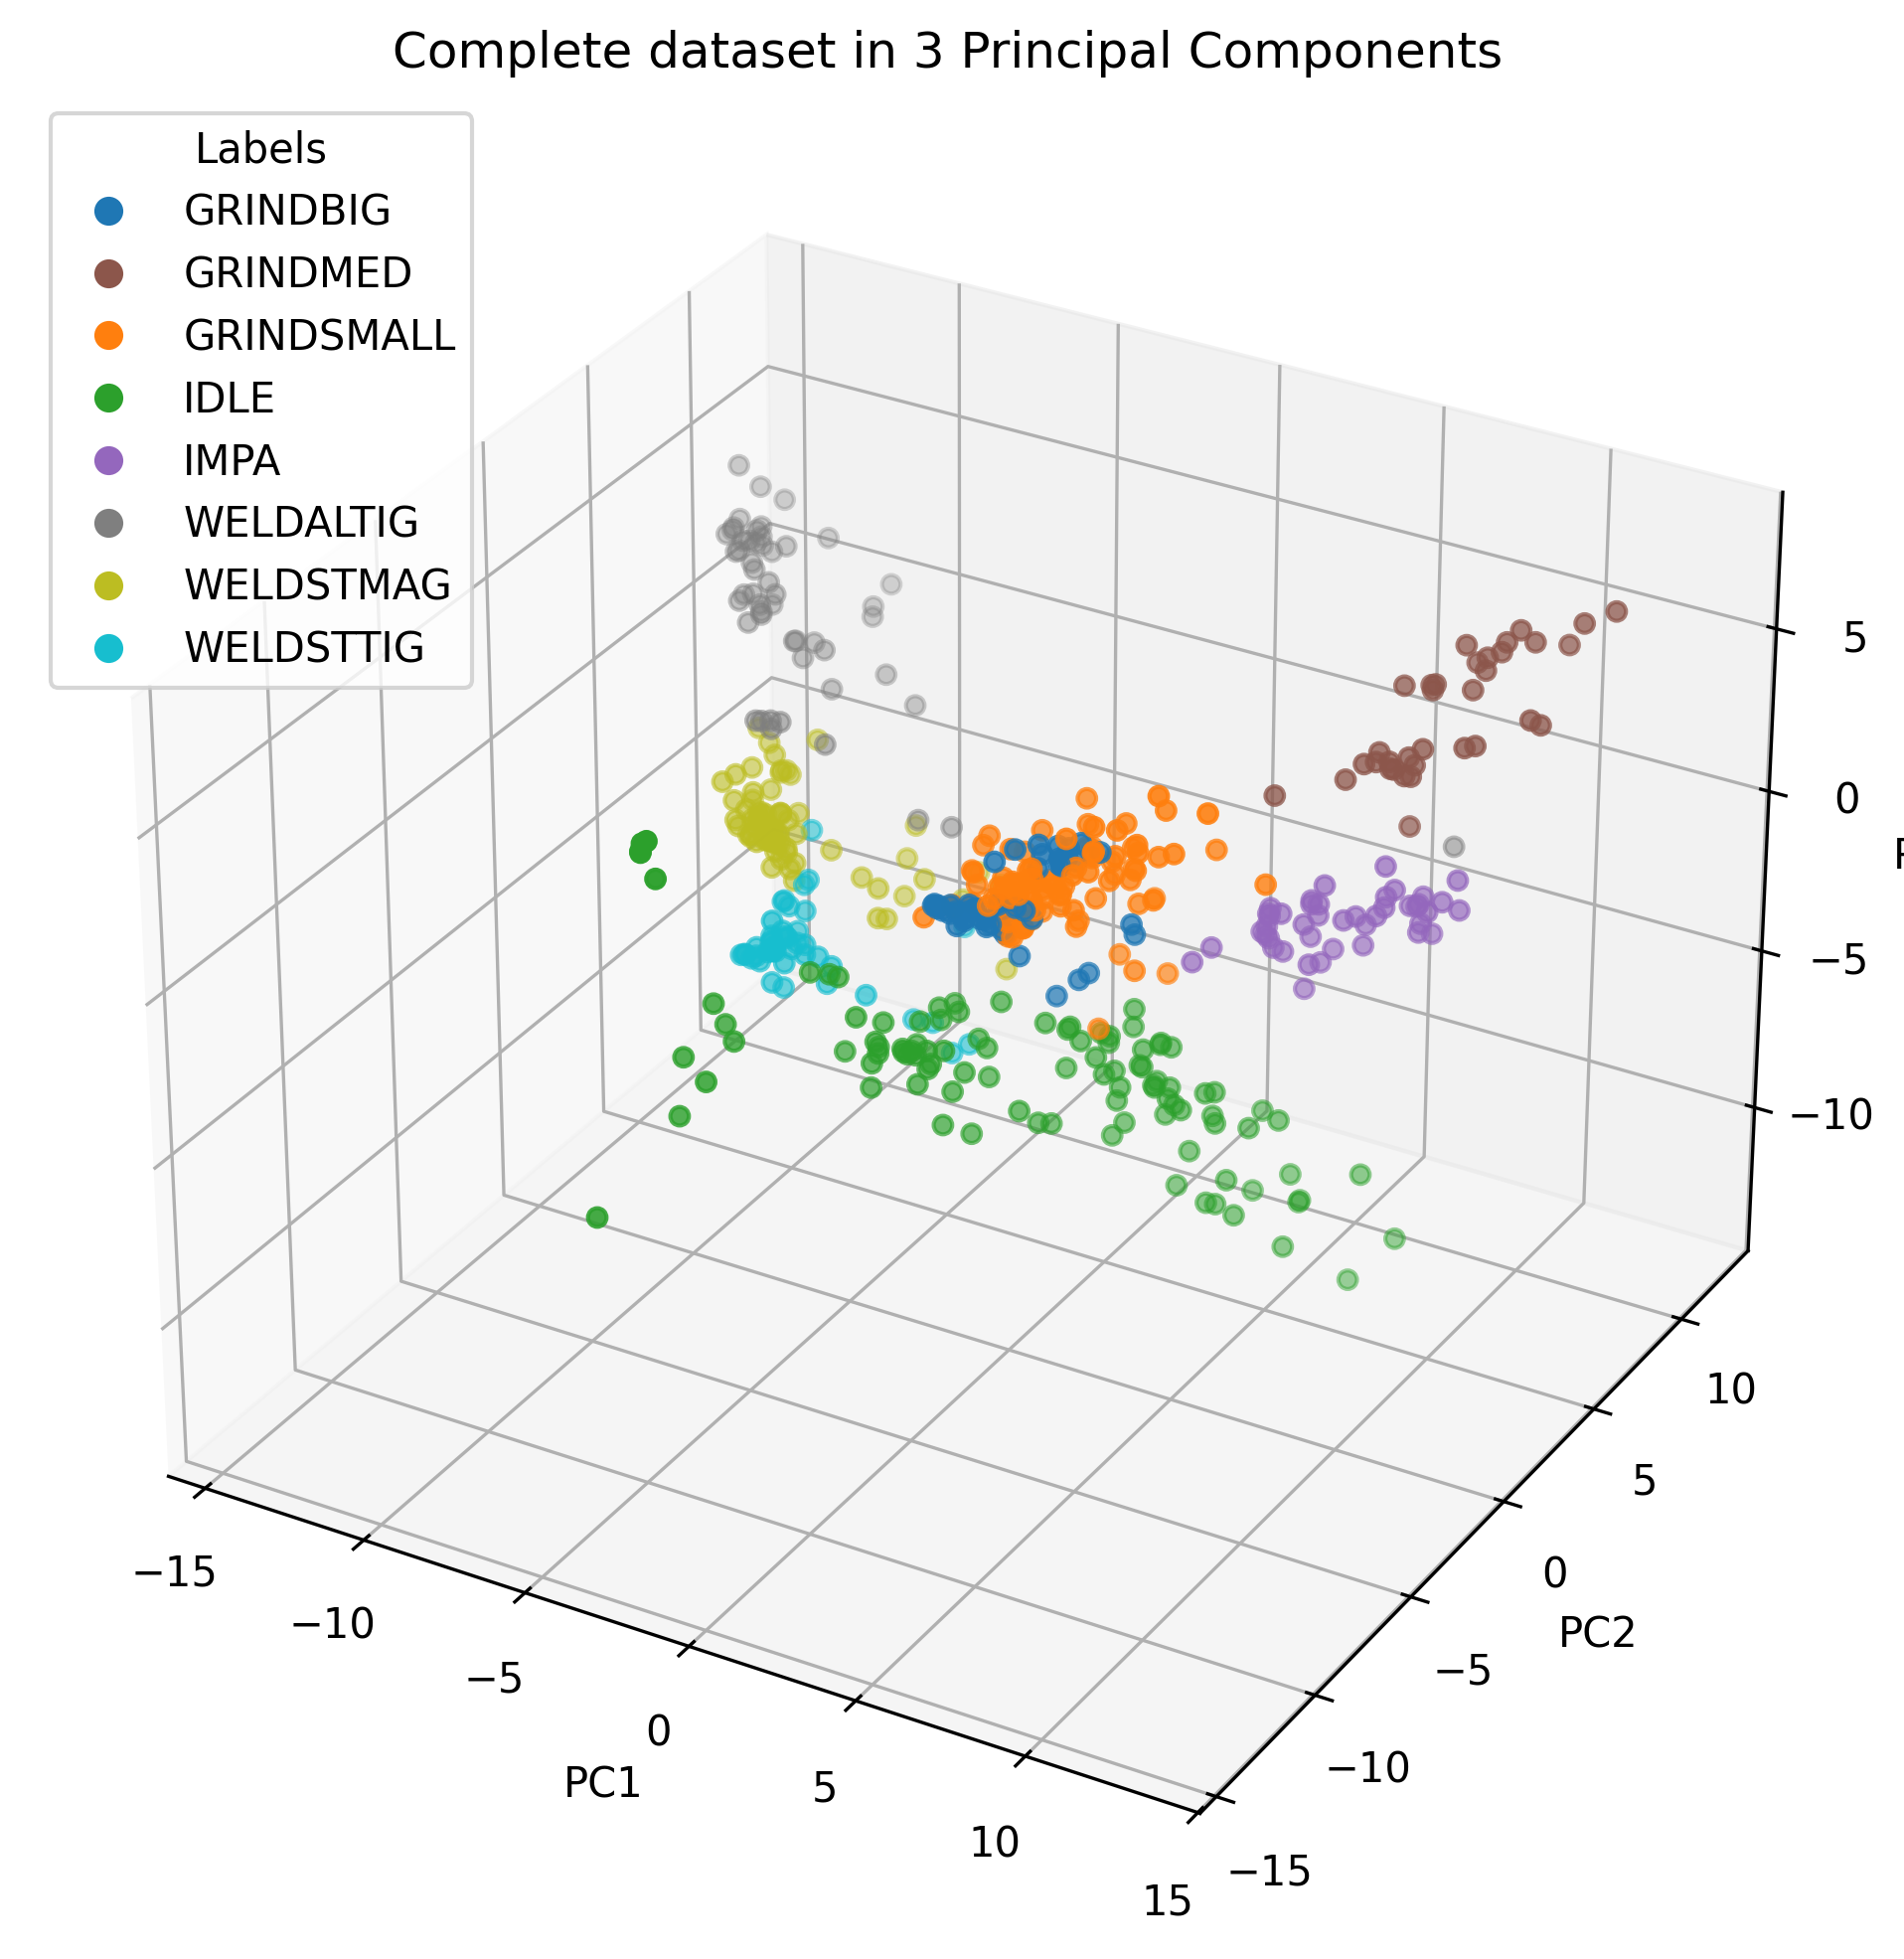 Complete dataset in 3 Principal Components
Labels
GRINDBIG
GRINDMED
GRINDSMALL
IDLE
IMPA
WELDALTIG
WELDSTMAG
WELDSTTIG
5
0
−5
−10
10
5
0
−5
−10
−15
PC2
−15
−10
−5
0
5
10
15
PC1